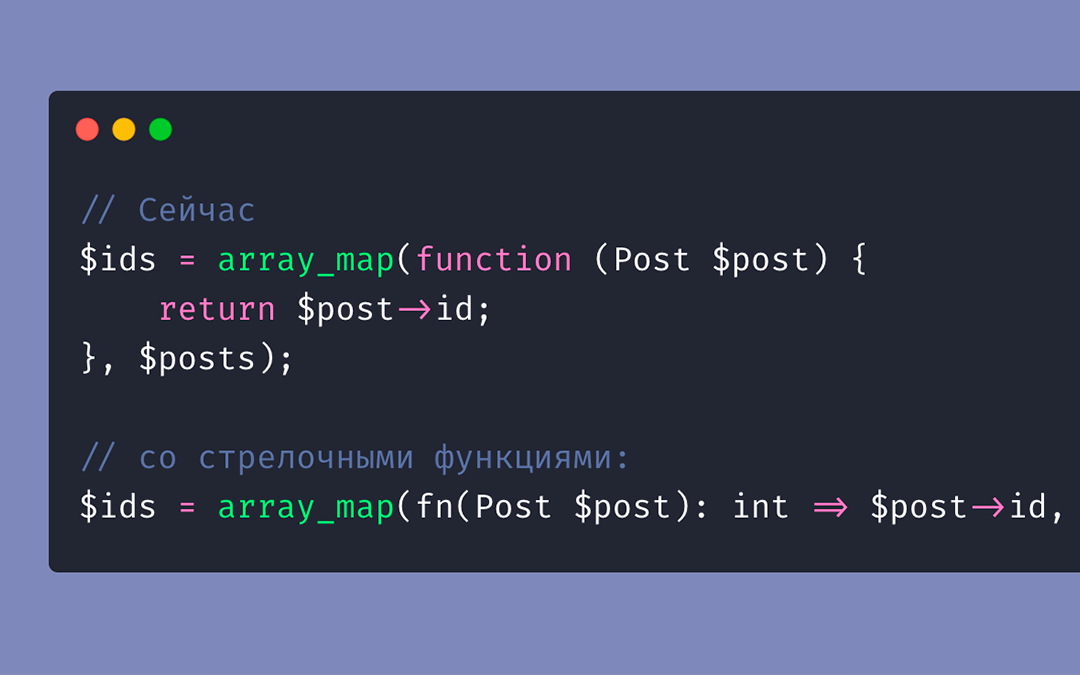 // Сейчас
$ids = array_map(function (Post $post) {
    return $post->id;
}, $posts);
// со стрелочными функциями:
$ids = array_map(fn(Post $post): int => $post->id,